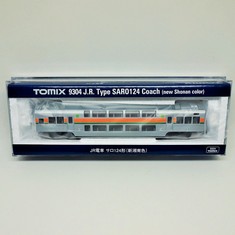 TOMIX 9304 J.R. Type SARO124 Coach (new Shonan color)
JR電車 サロ124形(新湘南色)